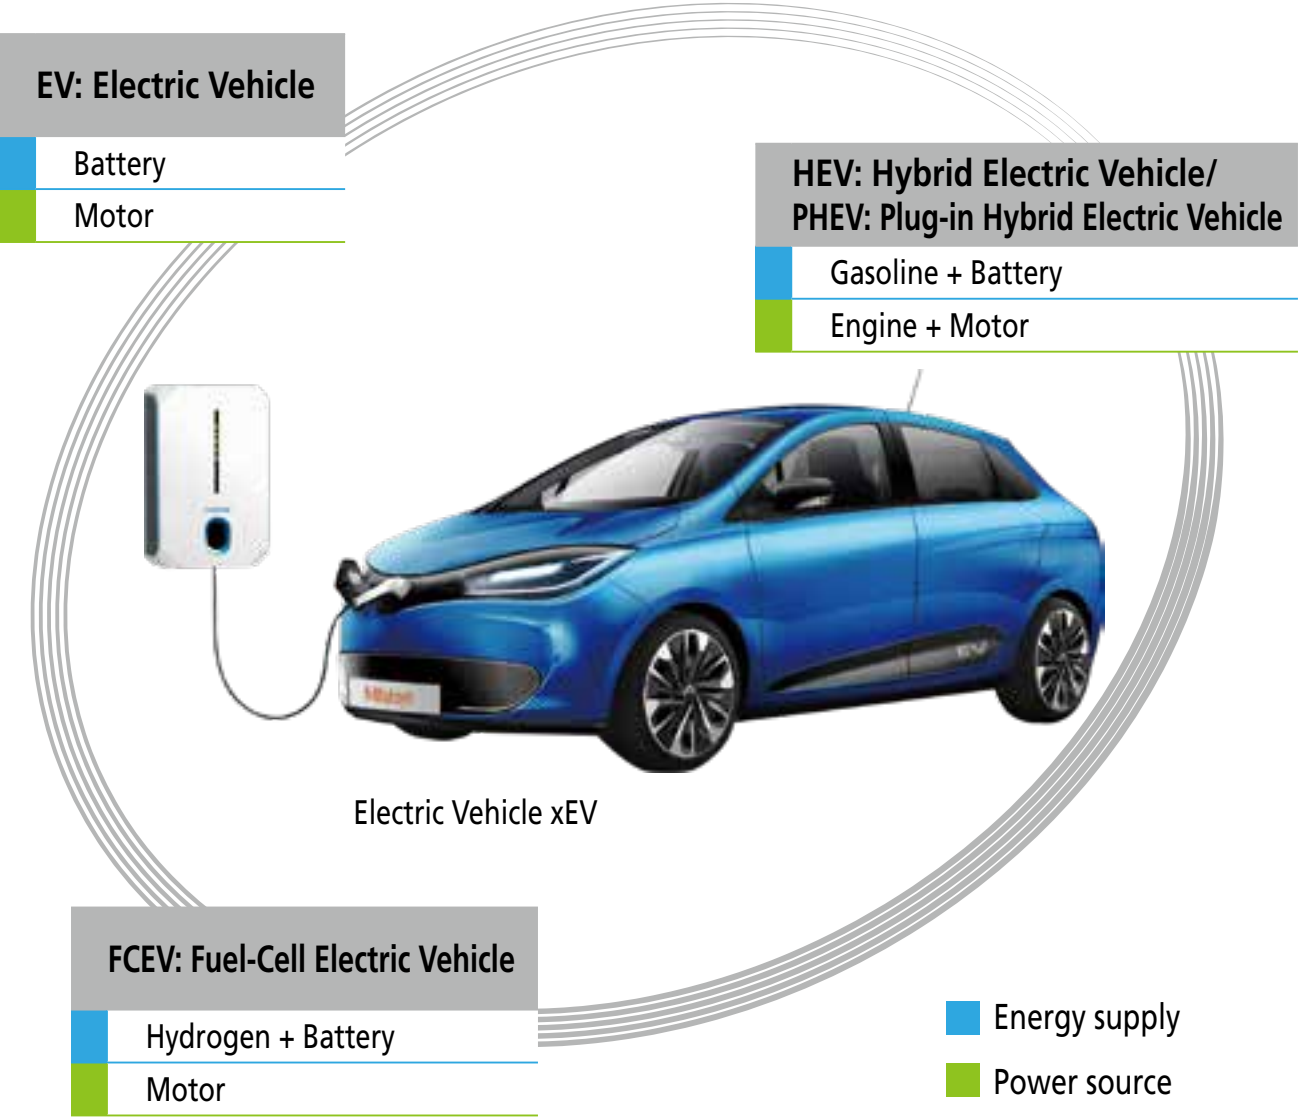 EV: Electric Vehicle
Battery
Motor
HEV: Hybrid Electric Vehicle/
PHEV: Plug-in Hybrid Electric Vehicle
Gasoline + Battery
Engine + Motor
Electric Vehicle xEV
FCEV: Fuel-Cell Electric Vehicle
Hydrogen + Battery
Motor
Energy supply
Power source